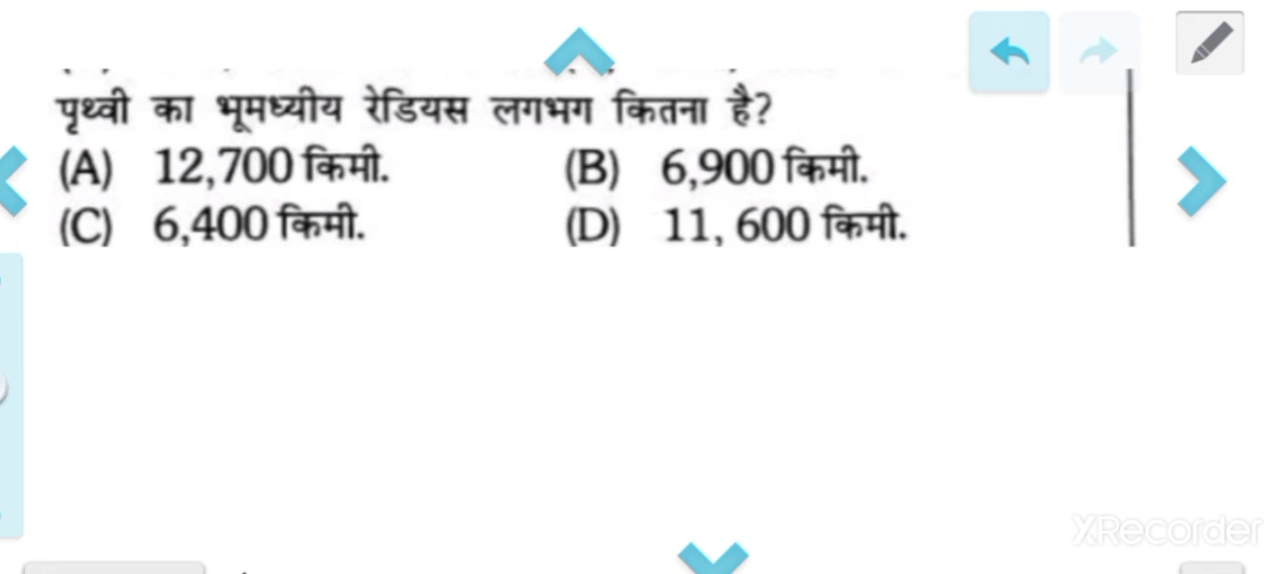 पृथ्वी का भूमध्यीय रेडियस लगभग कितना है?
(A) 12,700 किमी. (B) 6,900 किमी.
(C) 6,400 किमी. (D) 11, 600 किमी.
XRecorder